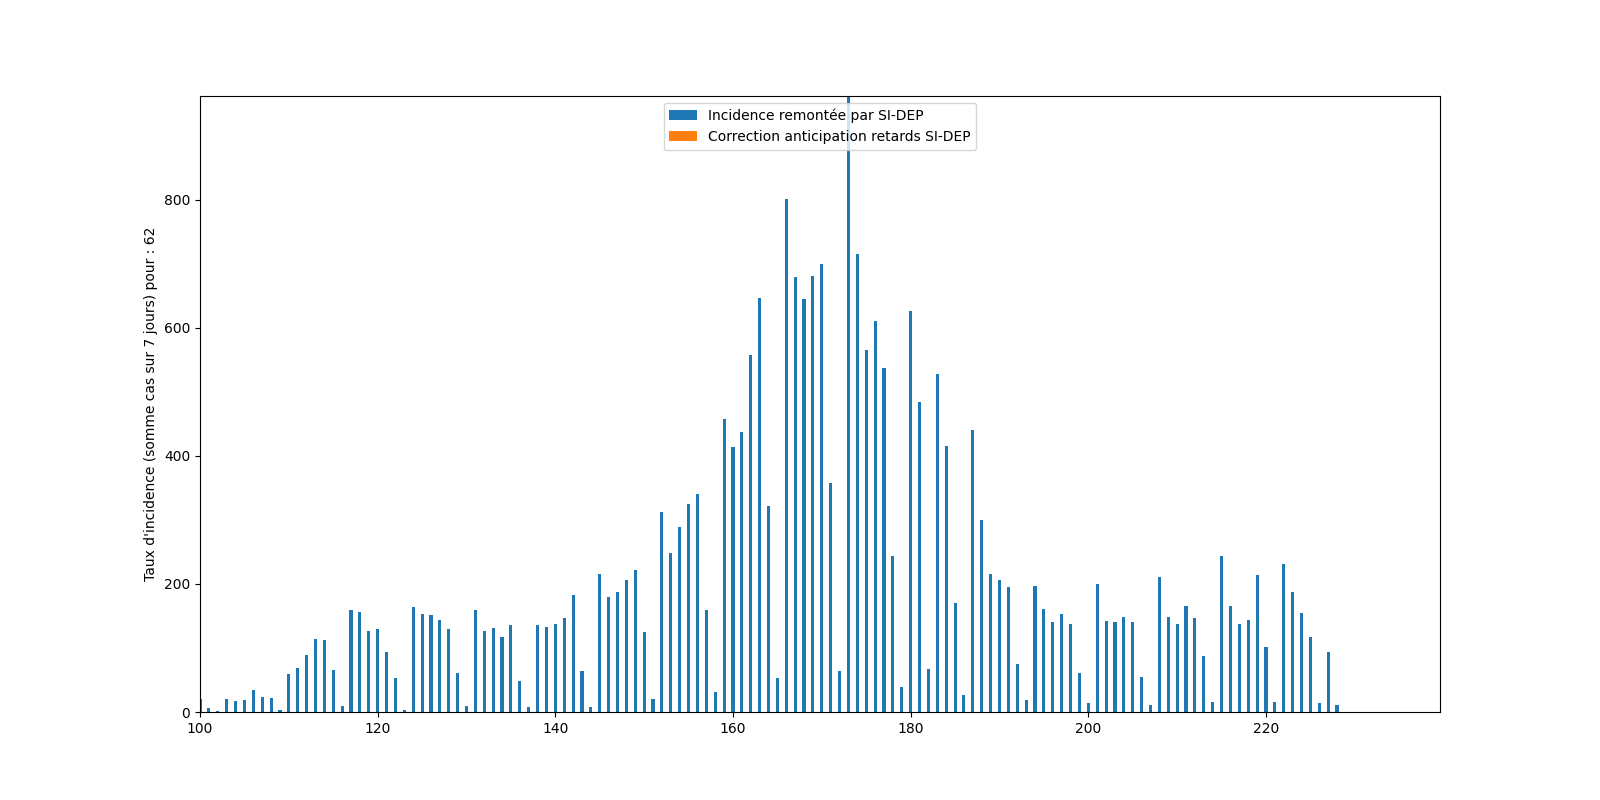 Incidence remontée par SI-DEP
Correction anticipation retards SI-DEP
Taux d'incidence (somme cas sur 7 jours) pour : 62
800
600
400
200
0
100 120 140 160 180 200 220